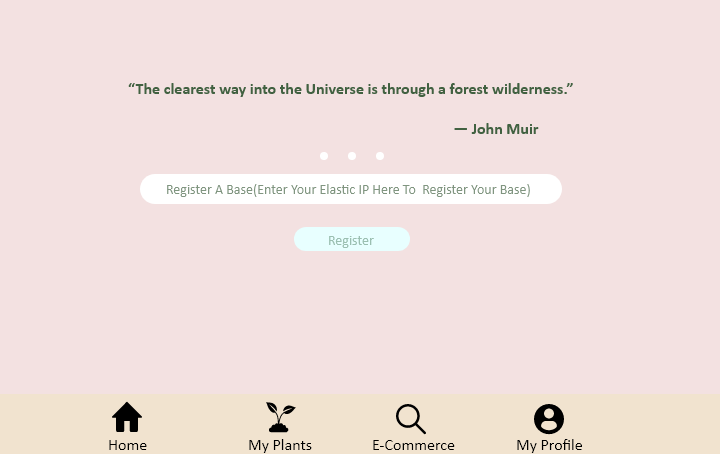 “The clearest way into the Universe is through a forest wilderness.”
— John Muir
Register A Base(Enter Your Elastic IP Here To  Register Your Base)
Register
Home My Plants E-Commerce My Profile